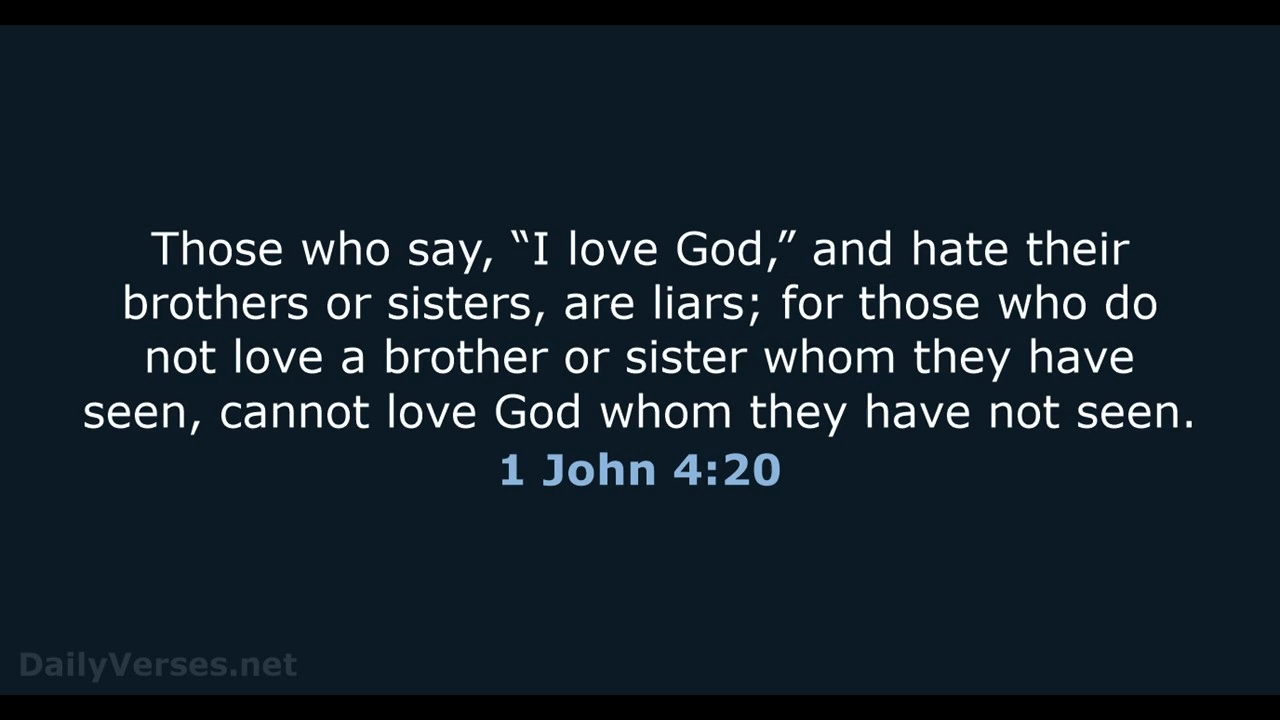 Those who say, “I love God,” and hate their
brothers or sisters, are liars; for those who do
not love a brother or sister whom they have
seen, cannot love God whom they have not seen.
1 John 4:20
DailyVerses.net